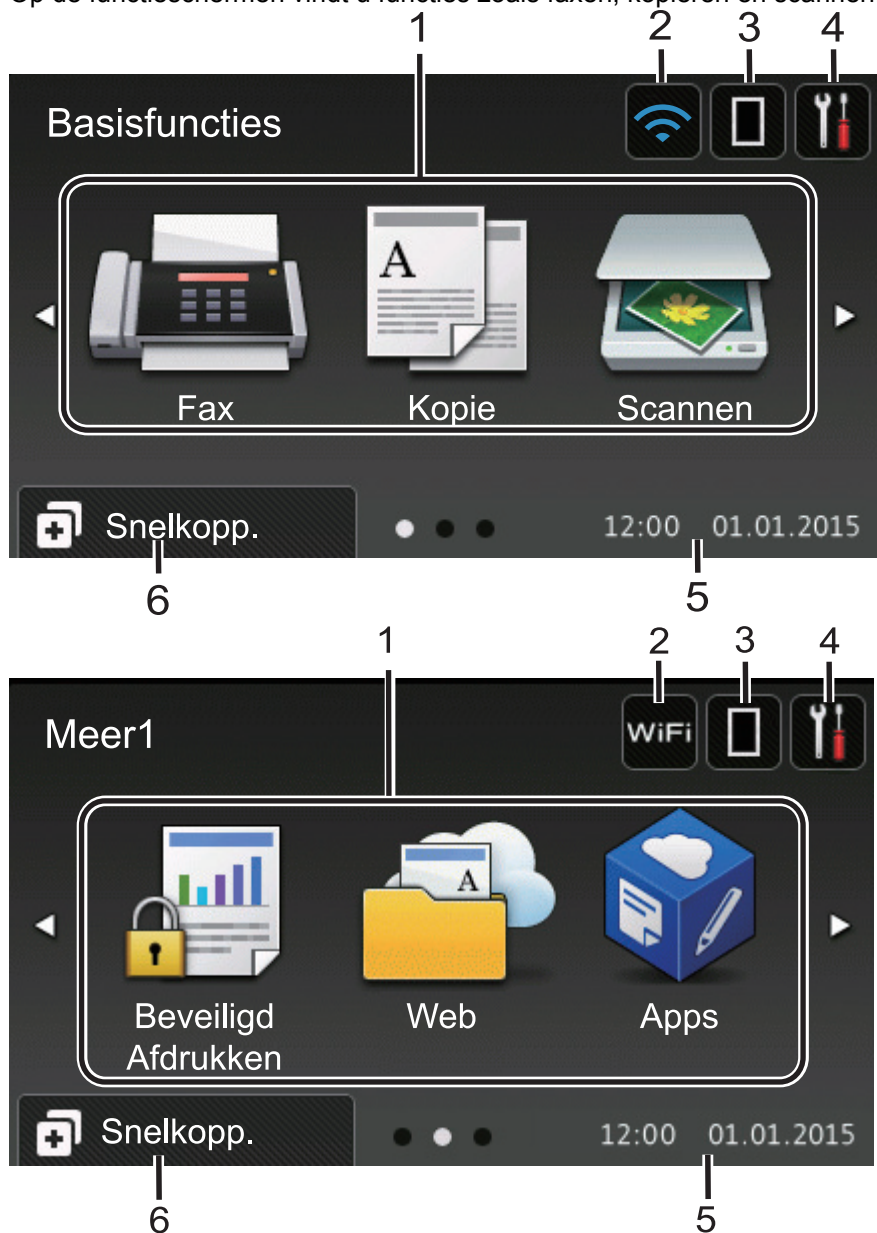 Op de functieschermen vindt u functies zoals faxen, kopiëren en scannen
1 2 3 4
Basisfuncties
A
Fax Kopie Scannen
Snelkopp. 12:00 01.01.2015
6 5
1 2 3 4
Meer1 WiFi
A
Beveiligd Web Apps
Afdrukken
Snelkopp. 12:00 01.01.2015
6 5